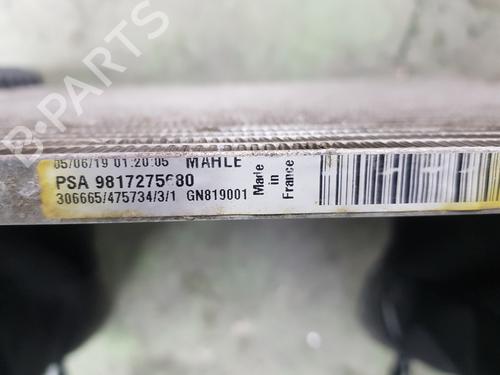 05/06/19 01:20:05 MAHLE
PSA 9817275680
306665/475734/3/1 GN819001
Made in France
B-PARTS